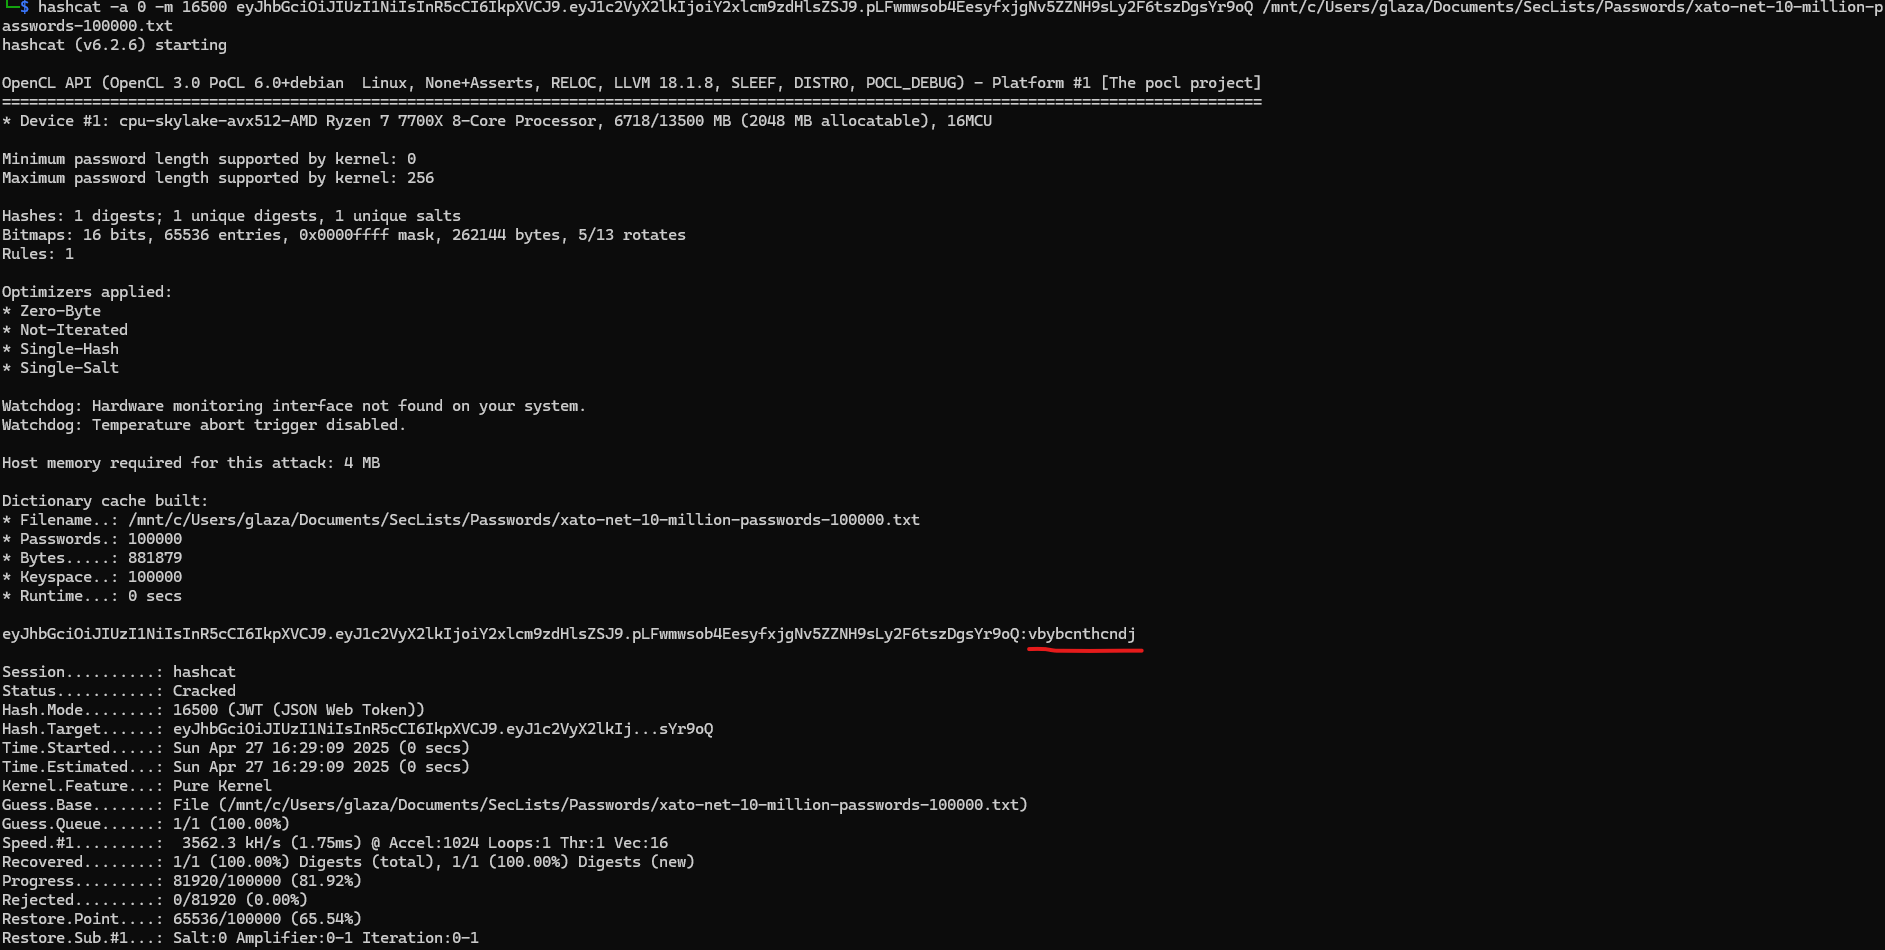 └─$ hashcat -a 0 -m 16500 eyJhbGciOiJIUzI1NiIsInR5cCI6IkpXVCJ9.eyJ1c2VyX2lkIjoiY2xlcm9zdHlsZSJ9.pLFwmwsob4EesyfxjgNv5ZZNH9sLy2F6tszDgsYr9oQ /mnt/c/Users/glaza/Documents/SecLists/Passwords/xato-net-10-million-p
asswords-100000.txt
hashcat (v6.2.6) starting
OpenCL API (OpenCL 3.0 PoCL 6.0+debian  Linux, None+Asserts, RELOC, LLVM 18.1.8, SLEEF, DISTRO, POCL_DEBUG) - Platform #1 [The pocl project]
============================================================================================================================================
* Device #1: cpu-skylake-avx512-AMD Ryzen 7 7700X 8-Core Processor, 6718/13500 MB (2048 MB allocatable), 16MCU
Minimum password length supported by kernel: 0
Maximum password length supported by kernel: 256
Hashes: 1 digests; 1 unique digests, 1 unique salts
Bitmaps: 16 bits, 65536 entries, 0x0000ffff mask, 262144 bytes, 5/13 rotates
Rules: 1
Optimizers applied:
* Zero-Byte
* Not-Iterated
* Single-Hash
* Single-Salt
Watchdog: Hardware monitoring interface not found on your system.
Watchdog: Temperature abort trigger disabled.
Host memory required for this attack: 4 MB
Dictionary cache built:
* Filename..: /mnt/c/Users/glaza/Documents/SecLists/Passwords/xato-net-10-million-passwords-100000.txt
* Passwords.: 100000
* Bytes.....: 881879
* Keyspace..: 100000
* Runtime...: 0 secs
eyJhbGciOiJIUzI1NiIsInR5cCI6IkpXVCJ9.eyJ1c2VyX2lkIjoiY2xlcm9zdHlsZSJ9.pLFwmwsob4EesyfxjgNv5ZZNH9sLy2F6tszDgsYr9oQ:vbybcnthcndj
Session..........: hashcat
Status...........: Cracked
Hash.Mode........: 16500 (JWT (JSON Web Token))
Hash.Target......: eyJhbGciOiJIUzI1NiIsInR5cCI6IkpXVCJ9.eyJ1c2VyX2lkIj...sYr9oQ
Time.Started.....: Sun Apr 27 16:29:09 2025 (0 secs)
Time.Estimated...: Sun Apr 27 16:29:09 2025 (0 secs)
Kernel.Feature...: Pure Kernel
Guess.Base.......: File (/mnt/c/Users/glaza/Documents/SecLists/Passwords/xato-net-10-million-passwords-100000.txt)
Guess.Queue......: 1/1 (100.00%)
Speed.#1.........:  3562.3 kH/s (1.75ms) @ Accel:1024 Loops:1 Thr:1 Vec:16
Recovered........: 1/1 (100.00%) Digests (total), 1/1 (100.00%) Digests (new)
Progress.........: 81920/100000 (81.92%)
Rejected.........: 0/81920 (0.00%)
Restore.Point....: 65536/100000 (65.54%)
Restore.Sub.#1...: Salt:0 Amplifier:0-1 Iteration:0-1